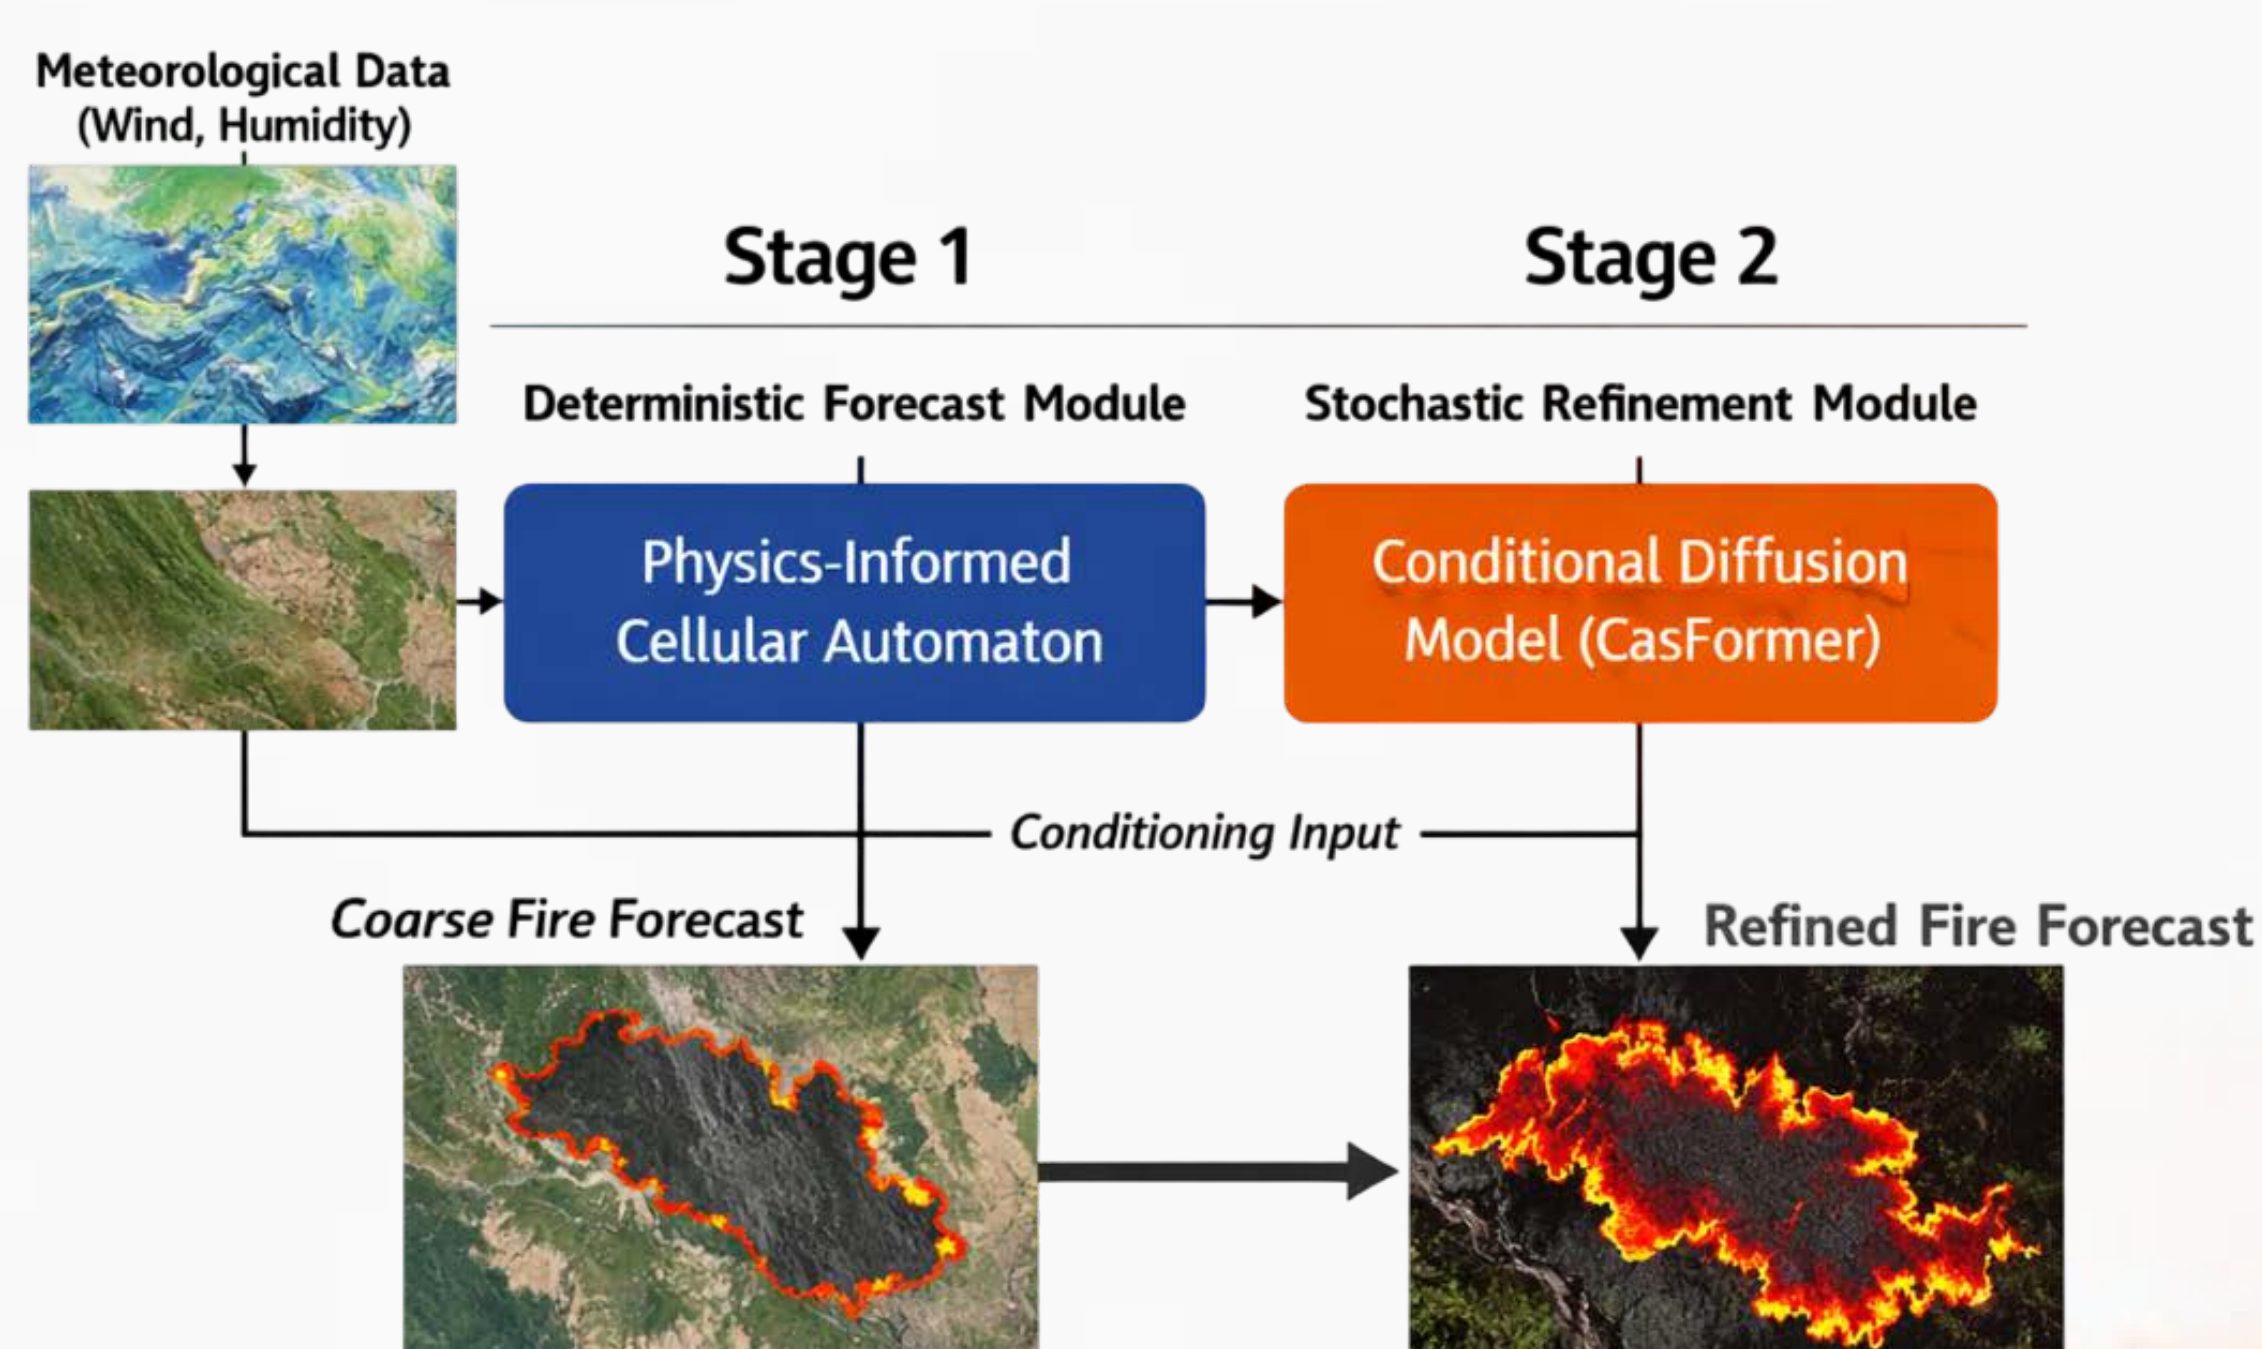 Meteorological Data
(Wind, Humidity)
Stage 1
Stage 2
Deterministic Forecast Module
Stochastic Refinement Module
Physics-Informed
Cellular Automaton
Conditional Diffusion
Model (CasFormer)
Conditioning Input
Coarse Fire Forecast
Refined Fire Forecast